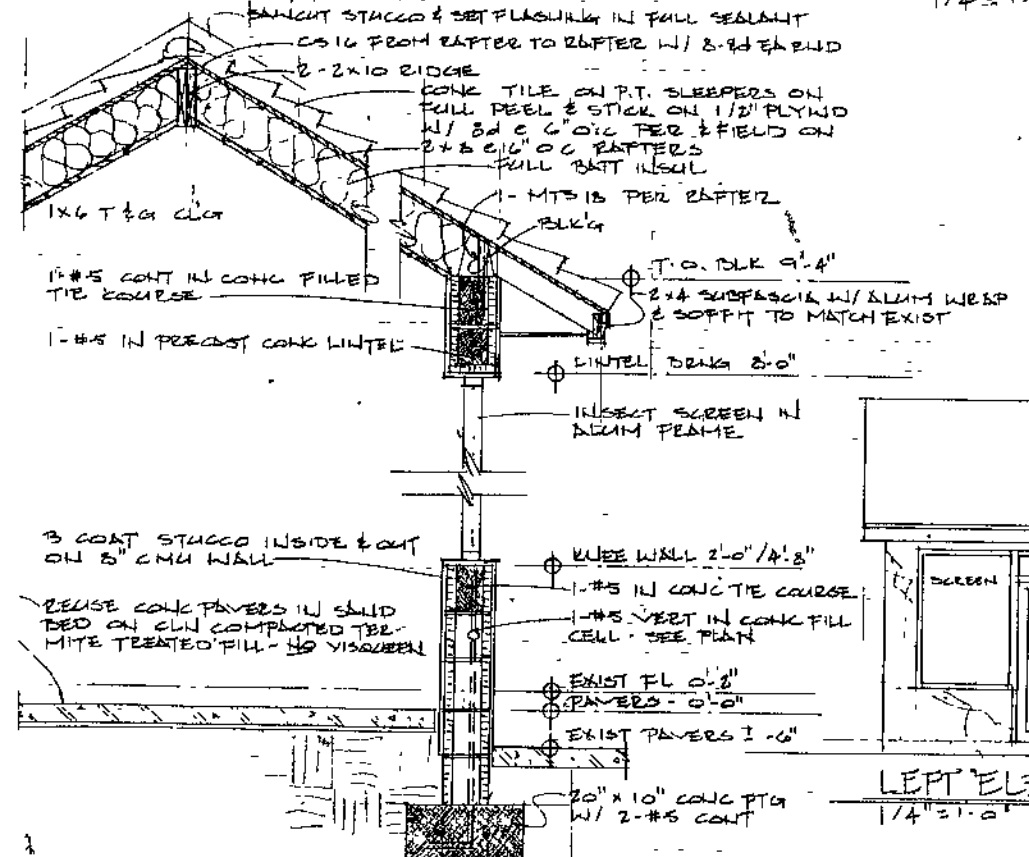 SAWCUT STUCCO & SET FLASHING IN FULL SEALANT
CS16 FROM RAFTER TO RAFTER W/ 8-8d EA END
2-2x10 RIDGE
CONC TILE ON P.T. SLEEPERS ON
FULL PEEL & STICK ON 1/2" PLYWD
W/ 8d @ 6" O.C PER & FIELD ON
2x8 @ 16" OC RAFTERS
FULL BATT INSUL
1x6 T&G CLG
1-MTS 18 PER RAFTER
BLK'G
1-#5 CONT IN CONC FILLED
TIE COURSE
T.O. BLK 9'-4"
2x4 SUBFASCIA W/ ALUM WRAP
& SOFFIT TO MATCH EXIST
1-#5 IN PRECAST CONC LINTEL
LINTEL BRNG 8'-0"
INSECT SCREEN IN
ALUM FRAME
3 COAT STUCCO INSIDE & OUT
ON 8" CMU WALL
KNEE WALL 2'-0"/4'-8"
1-#5 IN CONC TIE COURSE
SCREEN
REUSE CONC PAVERS IN SAND
BED ON CLN COMPACTED TER-
MITE TREATED FILL - NO VISQUEEN
1-#5 VERT IN CONC FILL
CELL - SEE PLAN
EXIST FL 0'-2"
PAVERS - 0'-0"
EXIST PAVERS ± -6"
20" x 10" CONC FTG
W/ 2-#5 CONT
LEFT ELE
1/4"=1'-0"